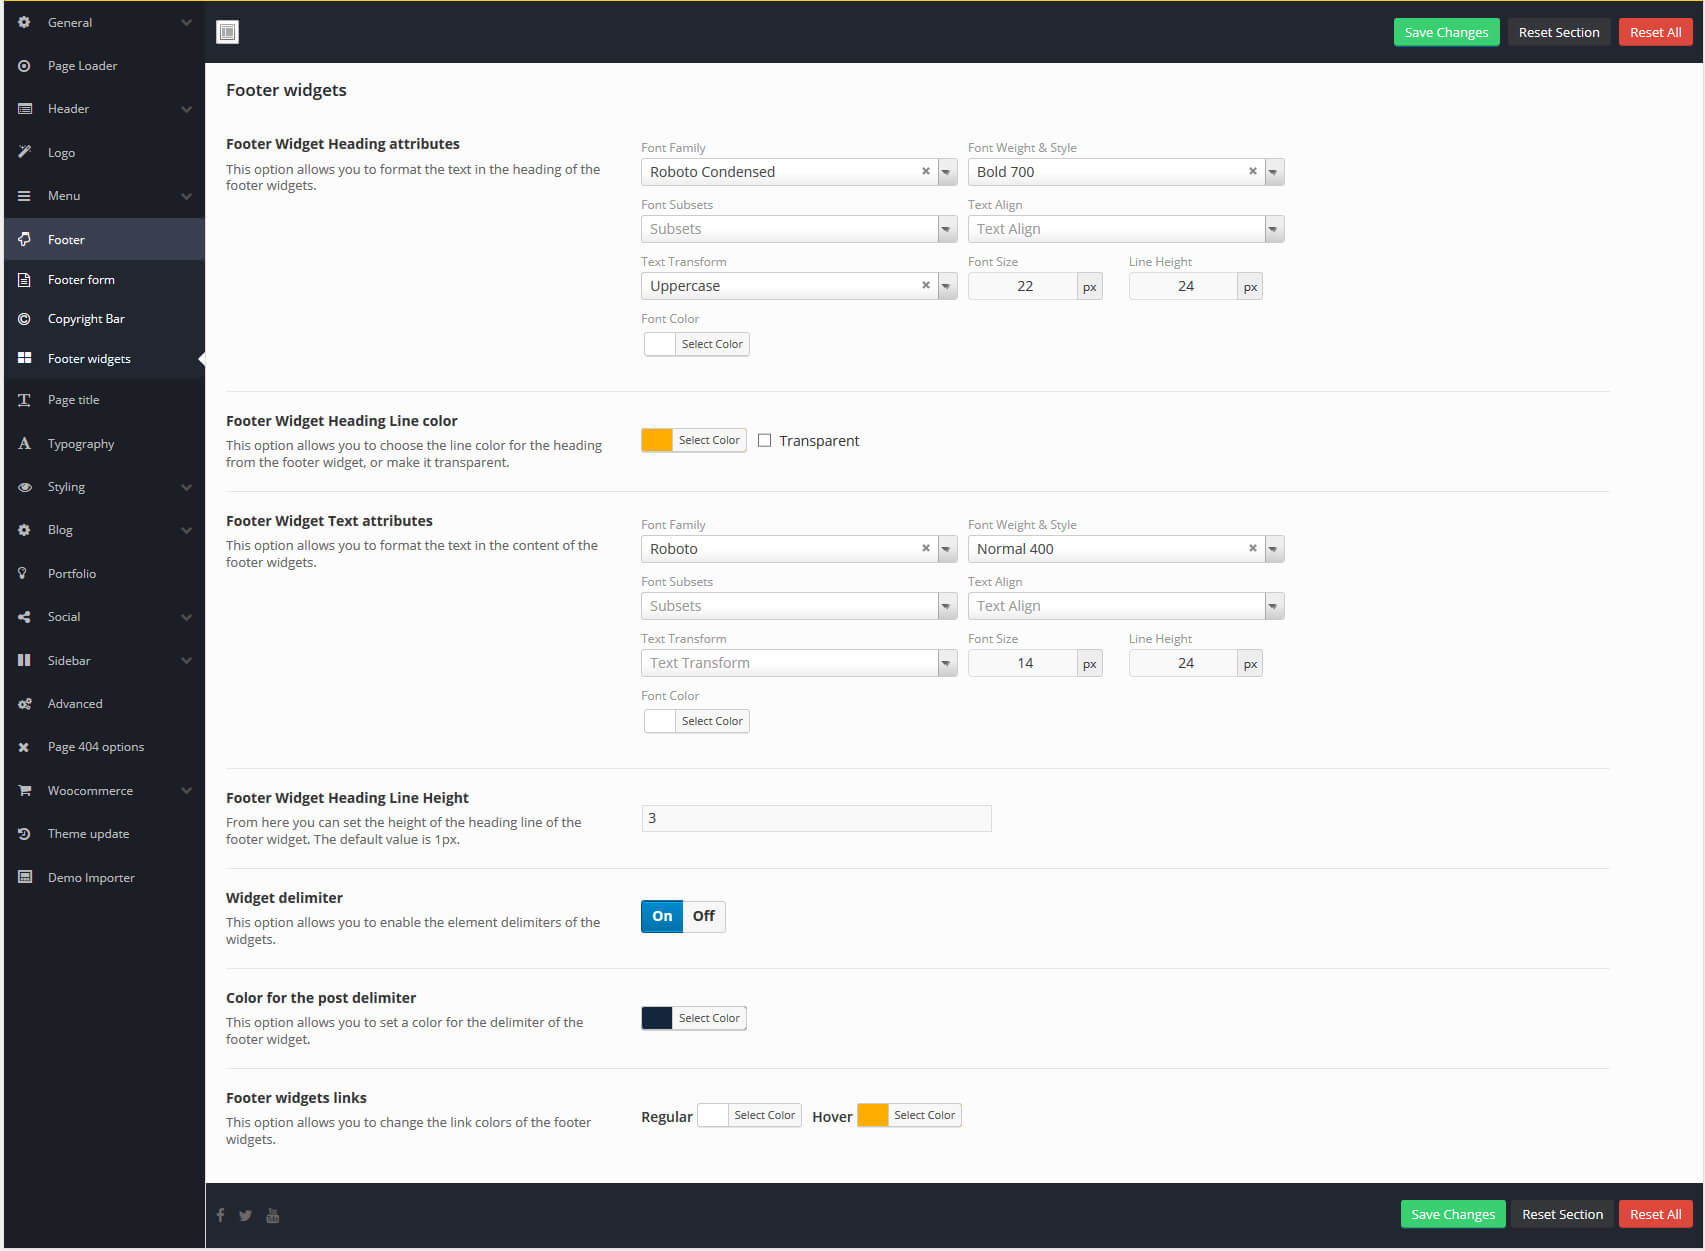 General
Page Loader
Header
Logo
Menu
Footer
Footer form
Copyright Bar
Footer widgets
Page title
Typography
Styling
Blog
Portfolio
Social
Sidebar
Advanced
Page 404 options
Woocommerce
Theme update
Demo Importer
Save Changes Reset Section Reset All
Footer widgets
Footer Widget Heading attributes
This option allows you to format the text in the heading of the
footer widgets.
Font Family Font Weight & Style
Roboto Condensed Bold 700
Font Subsets Text Align
Subsets Text Align
Text Transform Font Size Line Height
Uppercase 22 px 24 px
Font Color
Select Color
Footer Widget Heading Line color
This option allows you to choose the line color for the heading
from the footer widget, or make it transparent.
Select Color Transparent
Footer Widget Text attributes
This option allows you to format the text in the content of the
footer widgets.
Font Family Font Weight & Style
Roboto Normal 400
Font Subsets Text Align
Subsets Text Align
Text Transform Font Size Line Height
Text Transform 14 px 24 px
Font Color
Select Color
Footer Widget Heading Line Height
From here you can set the height of the heading line of the
footer widget. The default value is 1px.
3
Widget delimiter
This option allows you to enable the element delimiters of the
widgets.
On Off
Color for the post delimiter
This option allows you to set a color for the delimiter of the
footer widget.
Select Color
Footer widgets links
This option allows you to change the link colors of the footer
widgets.
Regular Select Color Hover Select Color
Save Changes Reset Section Reset All